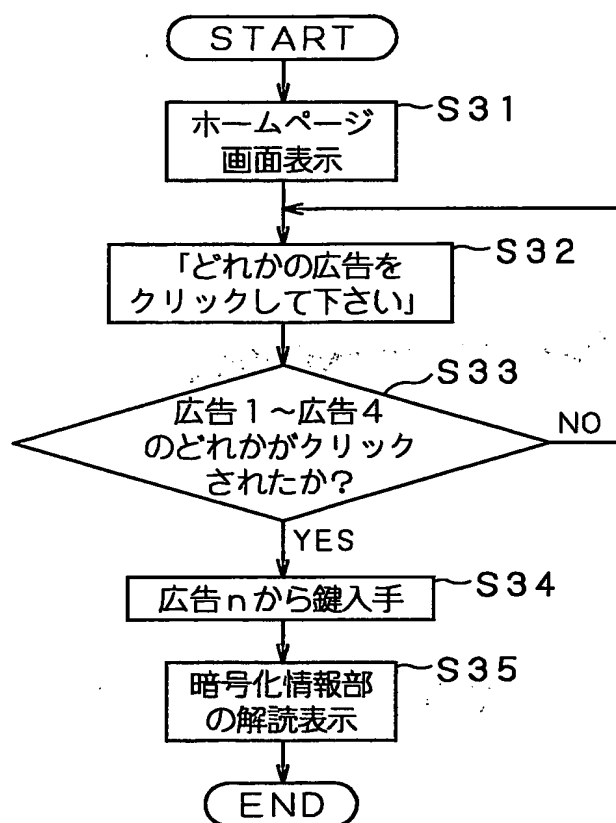 START
S31
ホームページ
画面表示
S32
「どれかの広告を
クリックして下さい」
S33
広告1～広告4
のどれかがクリック
されたか?
NO
YES
S34
広告nから鍵入手
S35
暗号化情報部
の解読表示
END